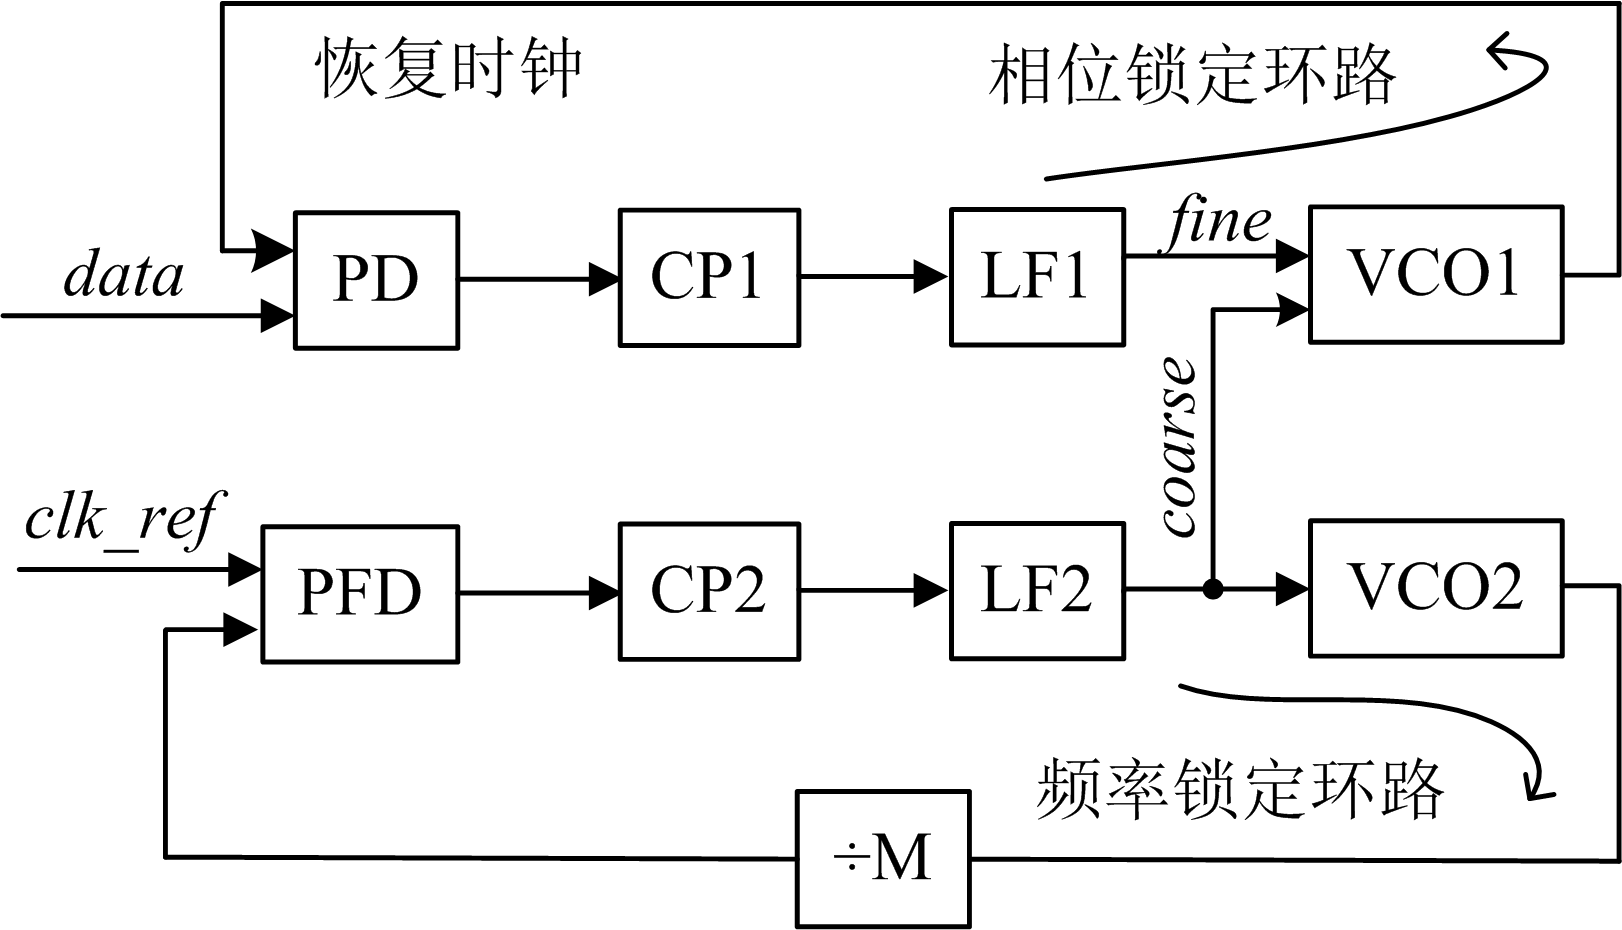 恢复时钟
相位锁定环路
data
PD
CP1
LF1
fine
VCO1
coarse
clk_ref
PFD
CP2
LF2
VCO2
频率锁定环路
÷M